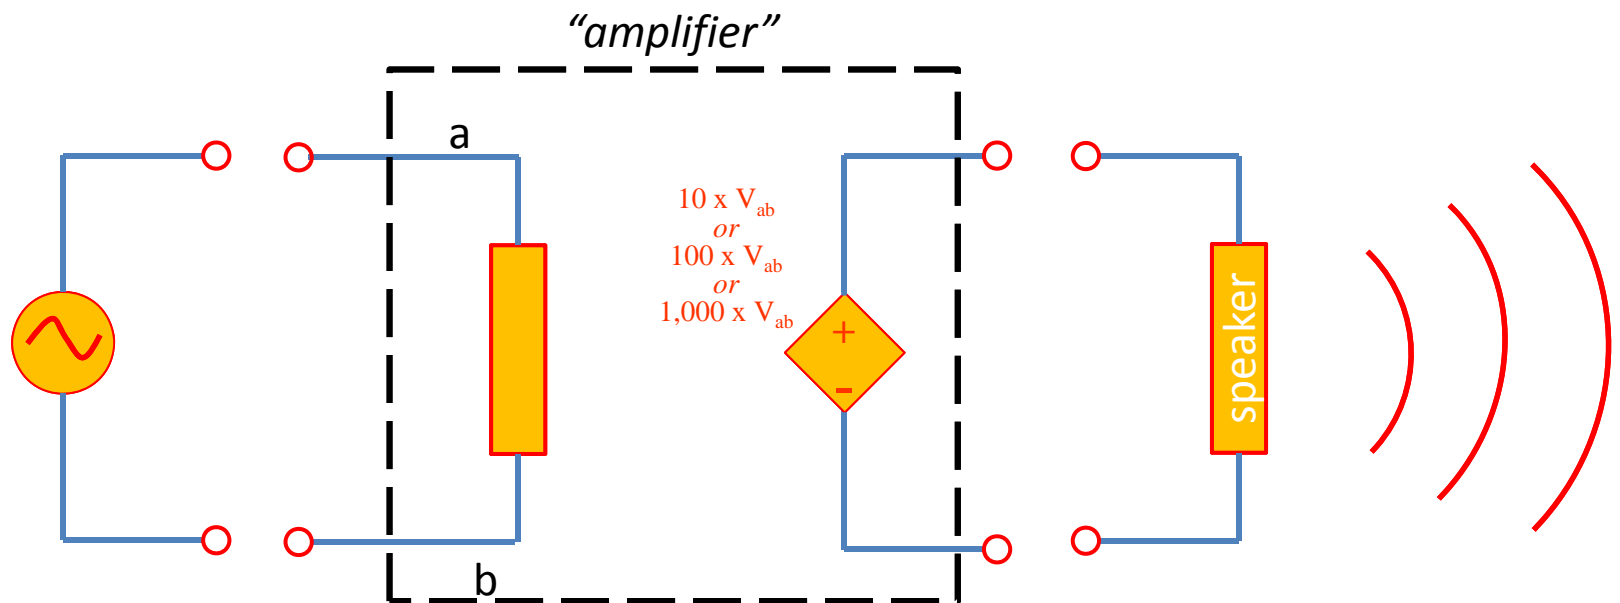 “amplifier”
a
10 x Vab
or
100 x Vab
or
1,000 x Vab
+
-
speaker
b